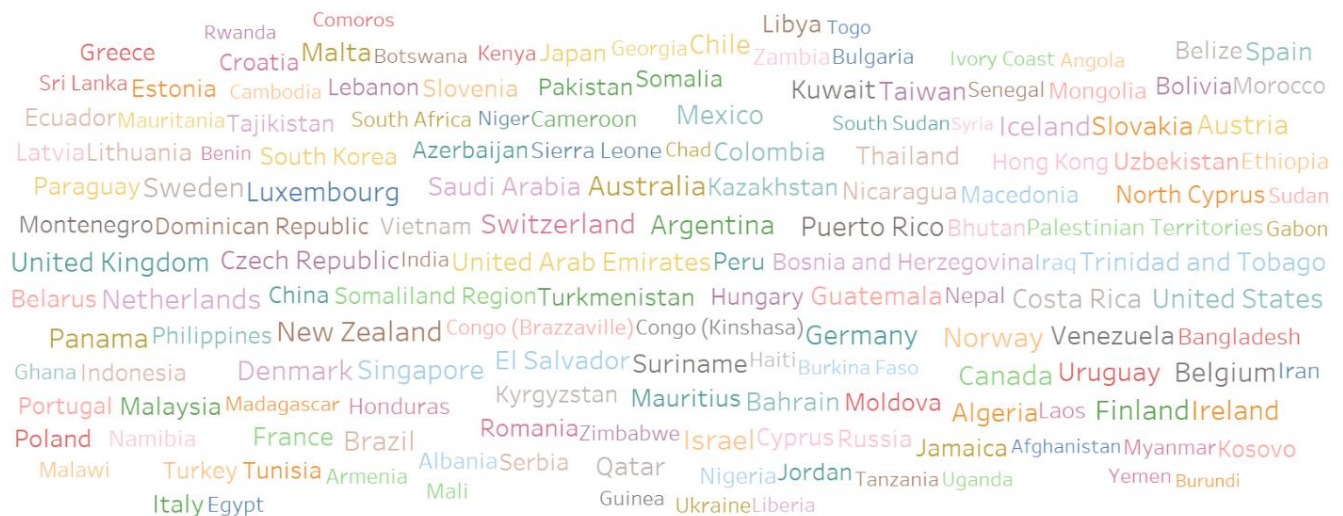 Comoros Libya Togo
Rwanda
Greece Croatia Malta Botswana Kenya Japan Georgia Chile Zambia Bulgaria Ivory Coast Angola Belize Spain
Sri Lanka Estonia Cambodia Lebanon Slovenia Pakistan Somalia Kuwait Taiwan Senegal Mongolia Bolivia Morocco
Ecuador Mauritania Tajikistan South Africa Niger Cameroon Mexico South Sudan Syria Iceland Slovakia Austria
Latvia Lithuania Benin South Korea Azerbaijan Sierra Leone Chad Colombia Thailand Hong Kong Uzbekistan Ethiopia
Paraguay Sweden Luxembourg Saudi Arabia Australia Kazakhstan Nicaragua Macedonia North Cyprus Sudan
Montenegro Dominican Republic Vietnam Switzerland Argentina Puerto Rico Bhutan Palestinian Territories Gabon
United Kingdom Czech Republic India United Arab Emirates Peru Bosnia and Herzegovina Iraq Trinidad and Tobago
Belarus Netherlands China Somaliland Region Turkmenistan Hungary Guatemala Nepal Costa Rica United States
Panama Philippines New Zealand Congo (Brazzaville) Congo (Kinshasa) Germany Norway Venezuela Bangladesh
Ghana Indonesia Denmark Singapore El Salvador Suriname Haiti Burkina Faso Canada Uruguay Belgium Iran
Portugal Malaysia Madagascar Honduras Kyrgyzstan Mauritius Bahrain Moldova Algeria Laos Finland Ireland
Poland Namibia France Brazil Romania Zimbabwe Israel Cyprus Russia Jamaica Afghanistan Myanmar Kosovo
Malawi Turkey Tunisia Armenia Albania Serbia Qatar Nigeria Jordan Tanzania Uganda Yemen Burundi
Italy Egypt Mali Guinea Ukraine Liberia